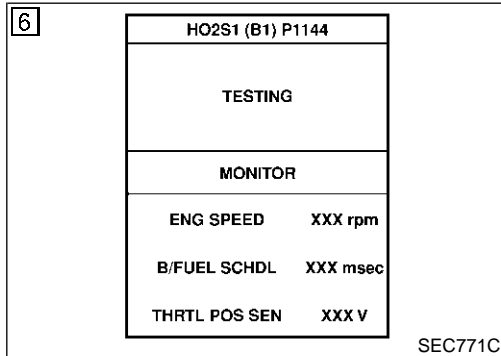 6
HO2S1 (B1) P1144
TESTING
MONITOR
ENG SPEED XXX rpm
B/FUEL SCHDL XXX msec
THRTL POS SEN XXX V
SEC771C